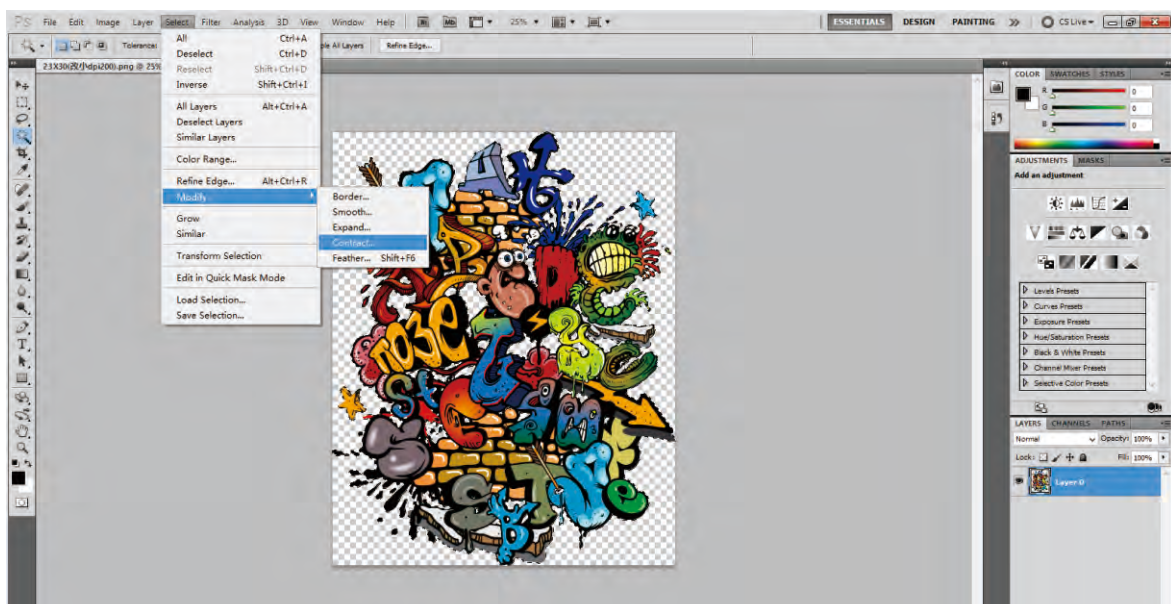 PS File Edit Image Layer Select Filter Analysis 3D View Window Help Br Mb 25% ESSENTIALS DESIGN PAINTING CS Live
Tolerance: ple All Layers Refine Edge...
23X30(改小dpi200).png @ 25%
All Ctrl+A
Deselect Ctrl+D
Reselect Shift+Ctrl+D
Inverse Shift+Ctrl+I
All Layers Alt+Ctrl+A
Deselect Layers
Similar Layers
Color Range...
Refine Edge... Alt+Ctrl+R
Modify
Grow
Similar
Transform Selection
Edit in Quick Mask Mode
Load Selection...
Save Selection...
Border...
Smooth...
Expand...
Contract...
Feather... Shift+F6
COLOR SWATCHES STYLES
R 0
G 0
B 0
ADJUSTMENTS MASKS
Add an adjustment
Levels Presets
Curves Presets
Exposure Presets
Hue/Saturation Presets
Black & White Presets
Channel Mixer Presets
Selective Color Presets
LAYERS CHANNELS PATHS
Normal Opacity: 100%
Lock: Fill: 100%
Layer 0